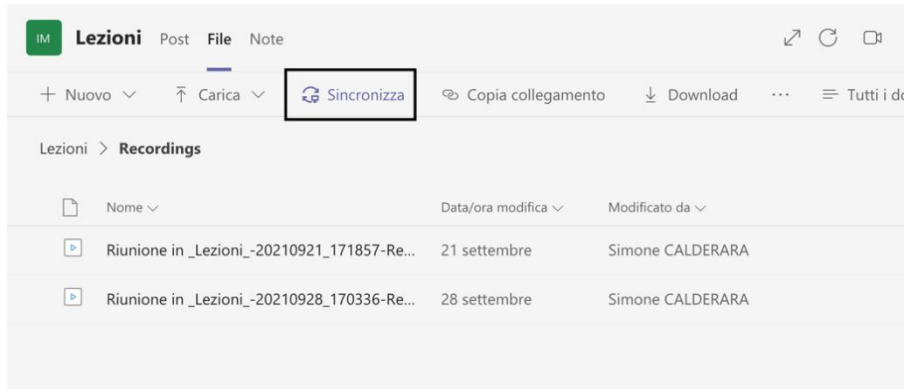 IM Lezioni Post File Note
Nuovo Carica Sincronizza Copia collegamento Download ... Tutti i do
Lezioni > Recordings
Nome Data/ora modifica Modificato da
Riunione in _Lezioni_-20210921_171857-Re... 21 settembre Simone CALDERARA
Riunione in _Lezioni_-20210928_170336-Re... 28 settembre Simone CALDERARA